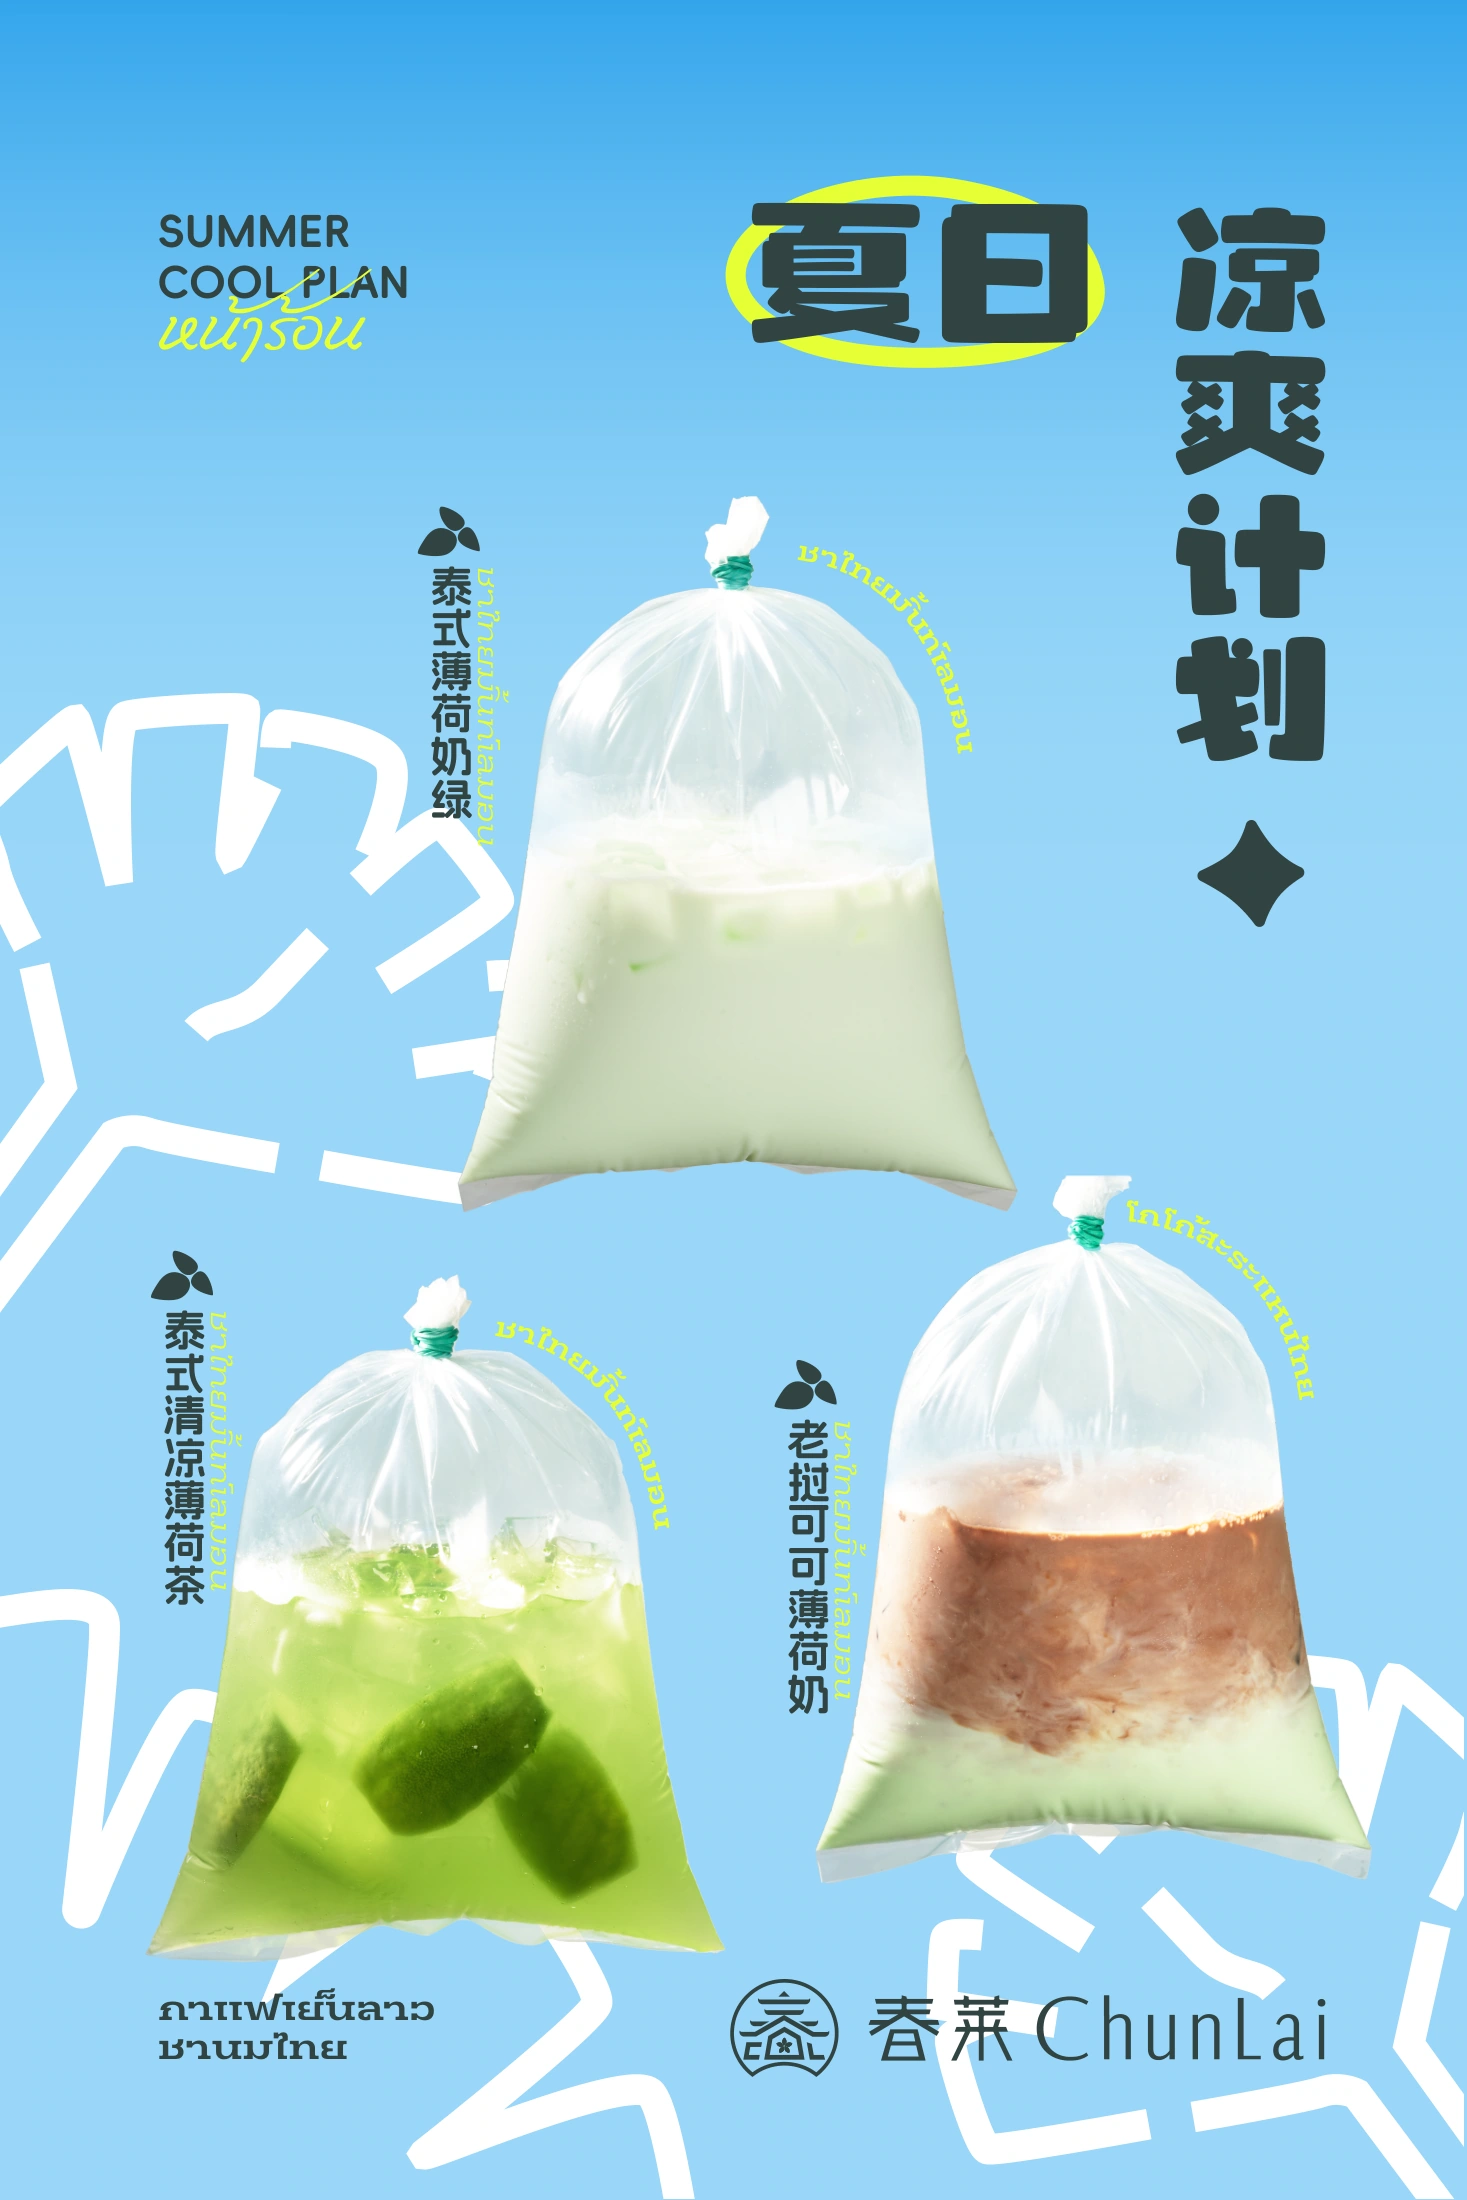 SUMMER
COOL PLAN
หน้าร้อน
夏日
凉爽计划
泰式薄荷奶绿
ชาไทยมิ้นท์เลมอน
ชาไทยมิ้นท์เลมอน
泰式清凉薄荷茶
ชาไทยมิ้นท์เลมอน
ชาไทยมิ้นท์เลมอน
老挝可可薄荷奶
ชาไทยมิ้นท์เลมอน
โกโก้สะระแหน่ไทย
กาแฟเย็นลาว
ชานมไทย
春莱 ChunLai